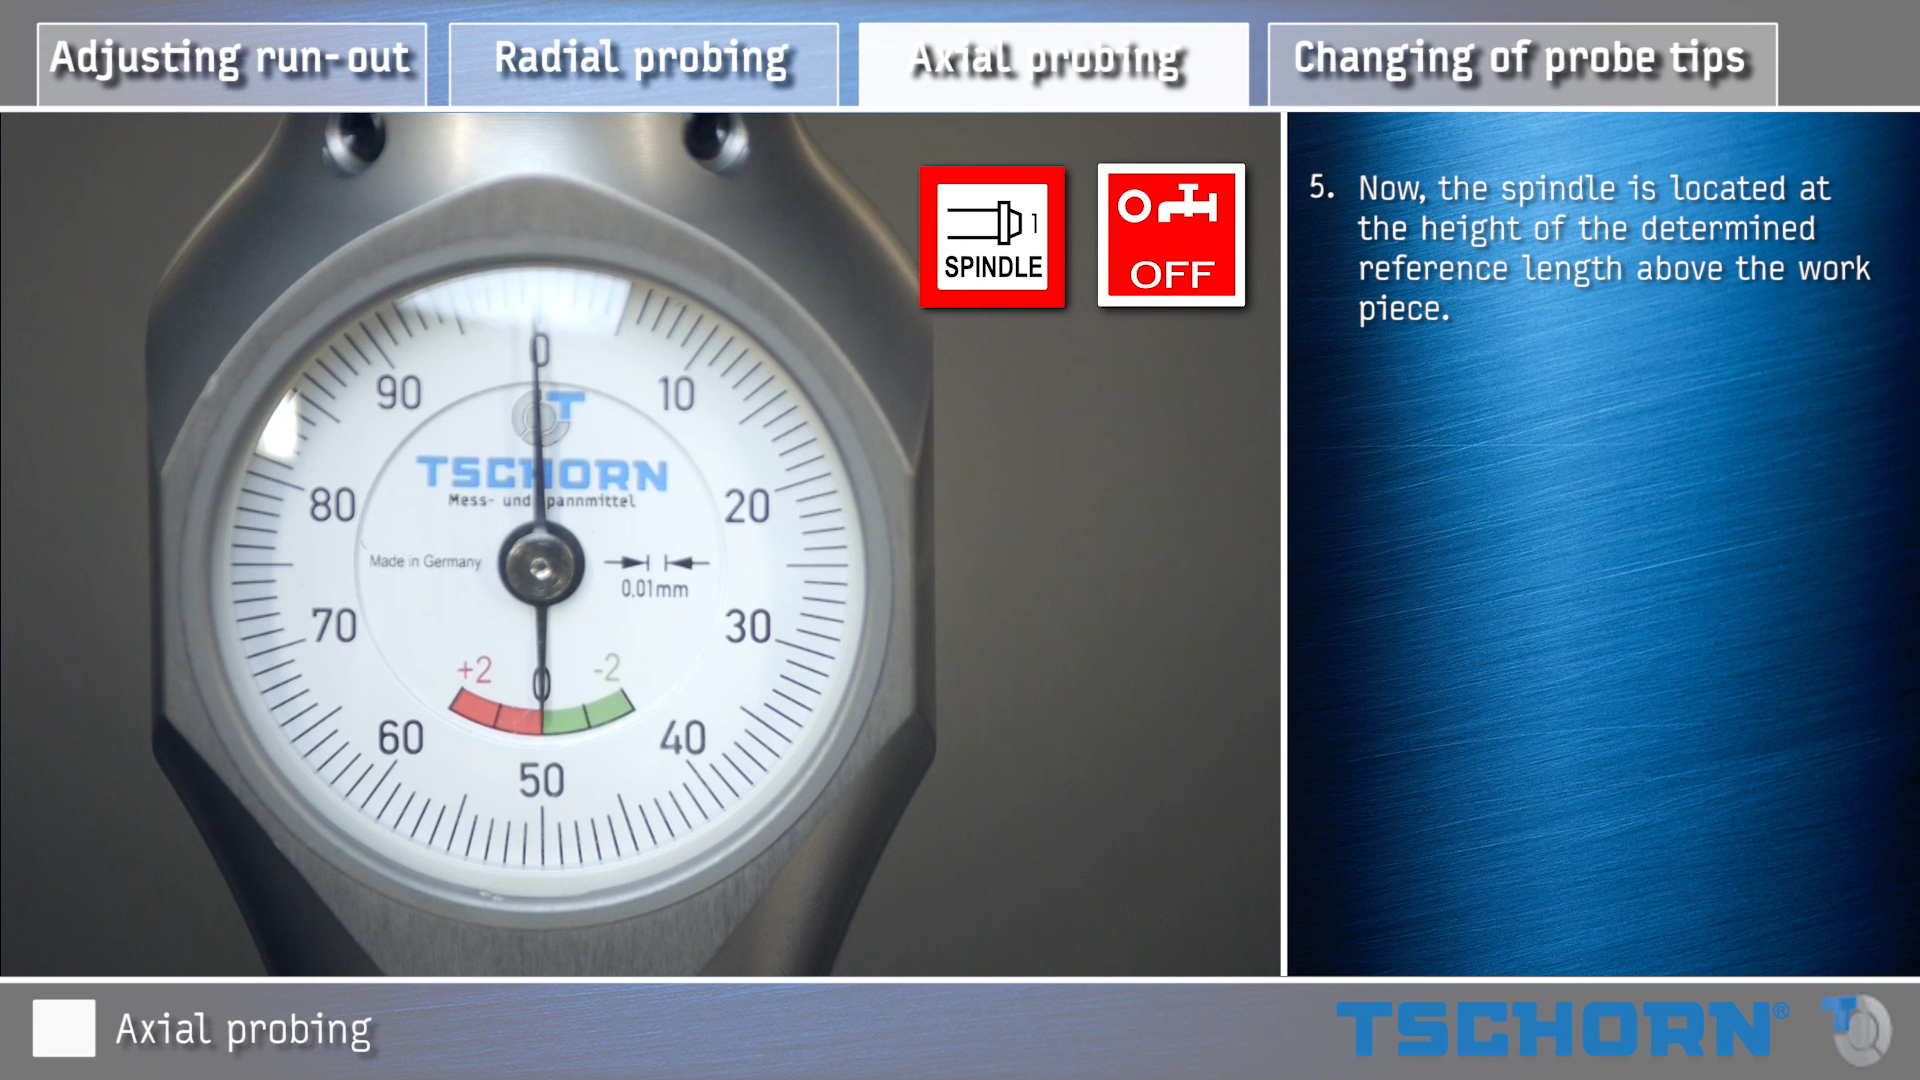 Adjusting run-out
Radial probing
Axial probing
Changing of probe tips
SPINDLE
1
OFF
5. Now, the spindle is located at
the height of the determined
reference length above the work
piece.
0
90
10
T
TSCHORN
Mess- und Spannmittel
80
20
Made in Germany
0,01mm
70
30
+2
-2
0
60
40
50
Axial probing
TSCHORN®